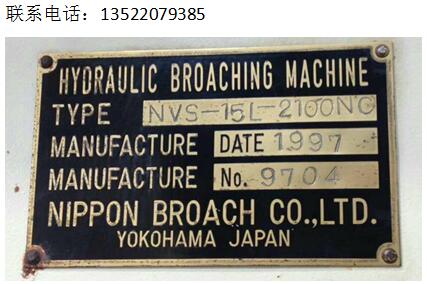 联系电话：13522079385
HYDRAULIC BROACHING MACHINE
TYPE NVS-15L-2100NC
MANUFACTURE DATE 1997
MANUFACTURE No. 9704
NIPPON BROACH CO.,LTD.
YOKOHAMA JAPAN